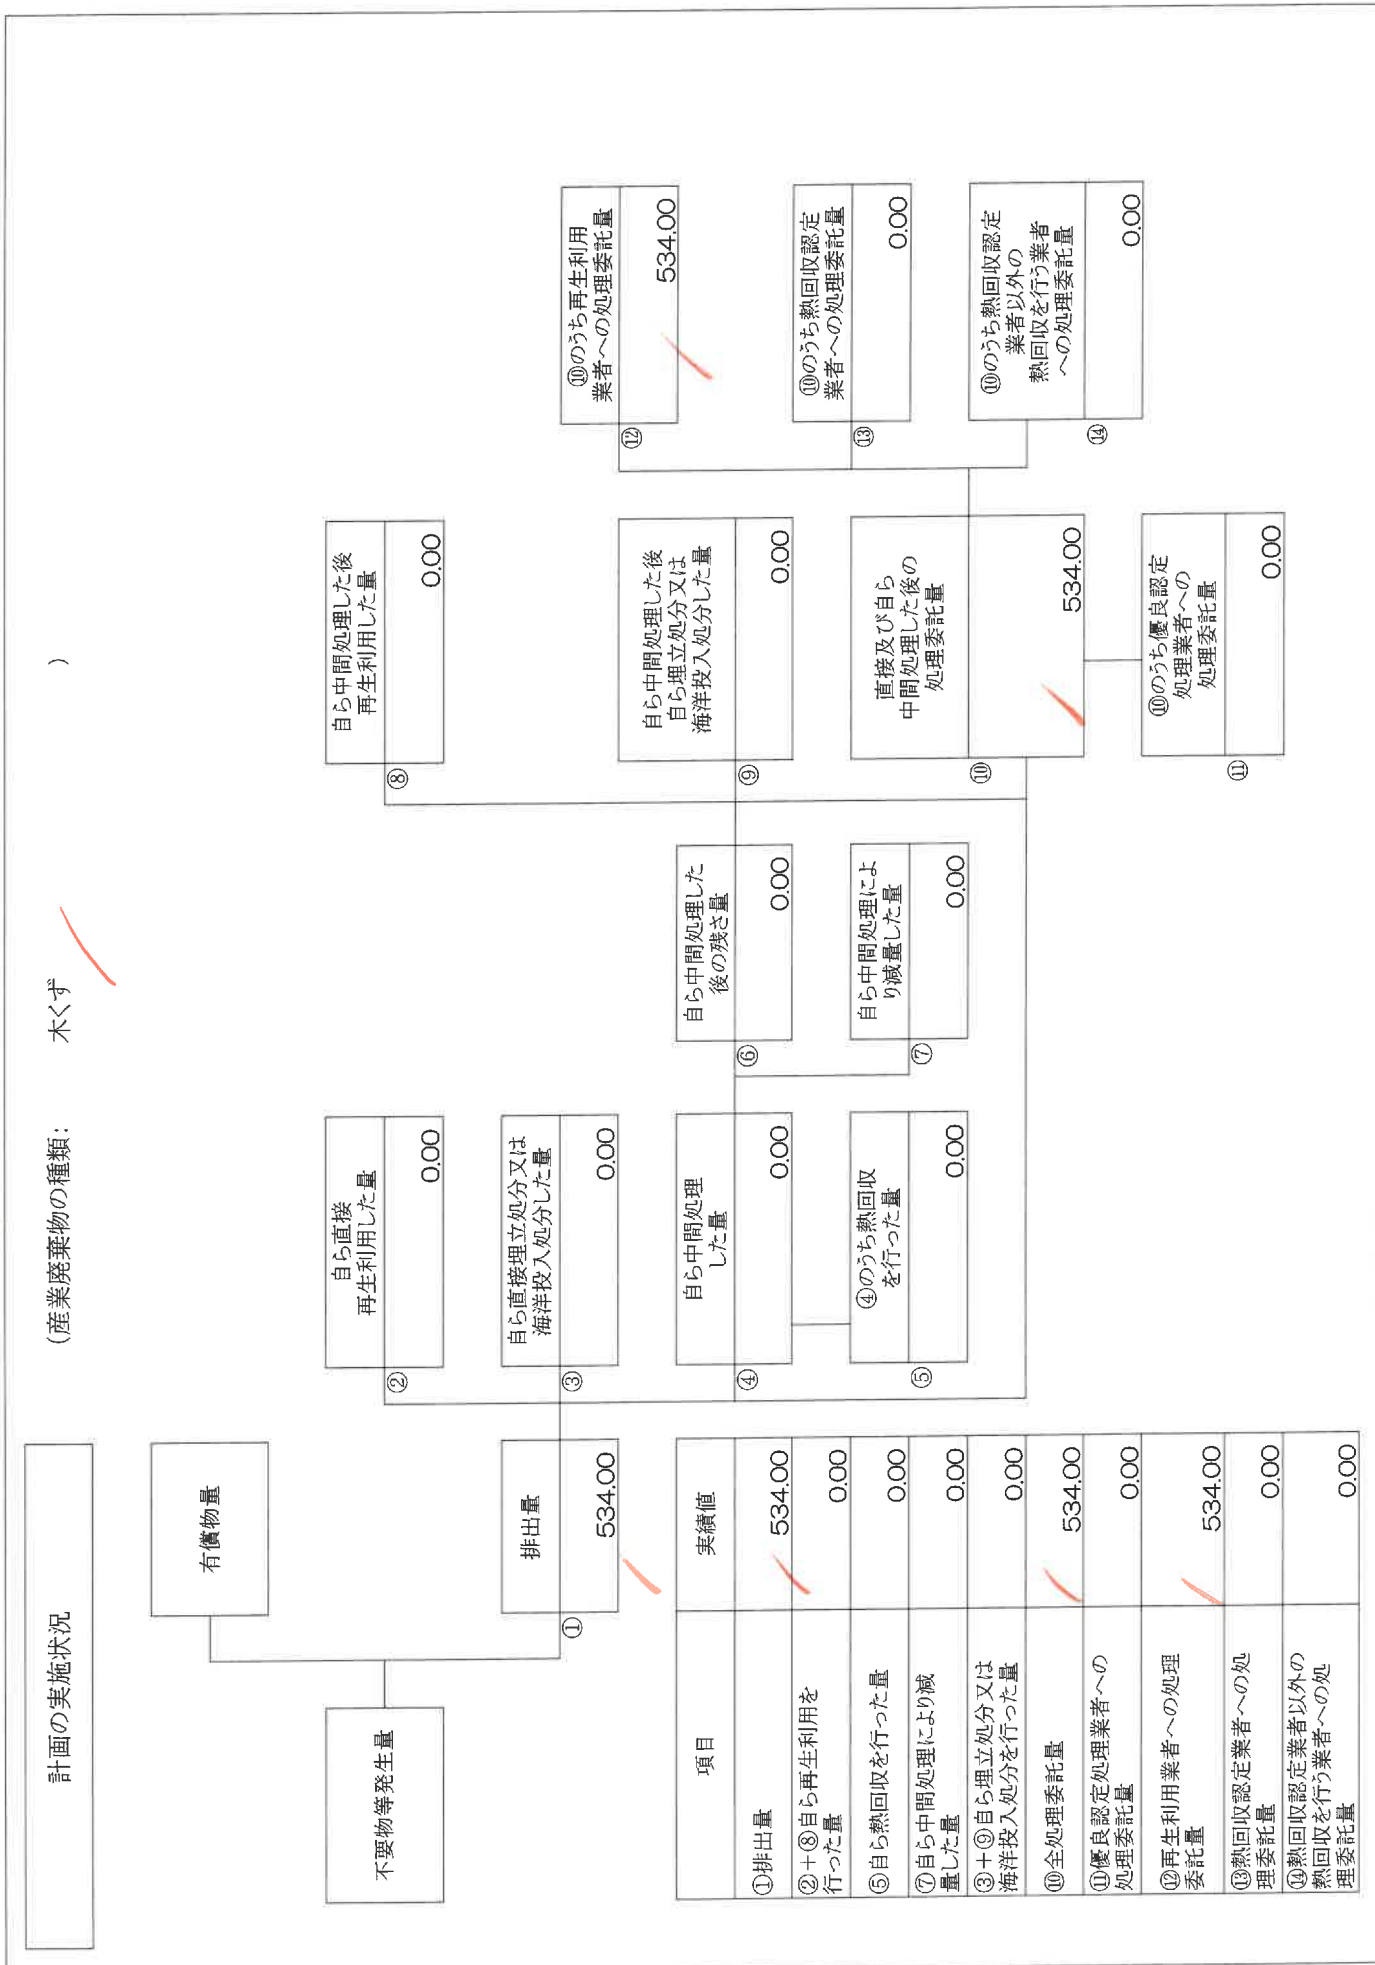 計画の実施状況
(産業廃棄物の種類： 木くず )
有償物量
不要物等発生量
排出量
①
534.00
自ら直接
再生利用した量
②
0.00
自ら直接埋立処分又は
海洋投入処分した量
③
0.00
自ら中間処理
した量
④
0.00
④のうち熱回収
を行った量
⑤
0.00
自ら中間処理した
後の残さ量
⑥
0.00
自ら中間処理によ
り減量した量
⑦
0.00
自ら中間処理した後
再生利用した量
⑧
0.00
自ら中間処理した後
自ら埋立処分又は
海洋投入処分した量
⑨
0.00
直接及び自ら
中間処理した後の
処理委託量
⑩
534.00
⑩のうち優良認定
処理業者への
処理委託量
⑪
0.00
⑩のうち再生利用
業者への処理委託量
⑫
534.00
⑩のうち熱回収認定
業者への処理委託量
⑬
0.00
⑩のうち熱回収認定
業者以外の
熱回収を行う業者
への処理委託量
⑭
0.00
項目 実績値
①排出量 534.00
②＋⑧自ら再生利用を
行った量 0.00
⑤自ら熱回収を行った量 0.00
⑦自ら中間処理により減
量した量 0.00
③＋⑨自ら埋立処分又は
海洋投入処分を行った量 0.00
⑩全処理委託量 534.00
⑪優良認定処理業者への
処理委託量 0.00
⑫再生利用業者への処理
委託量 534.00
⑬熱回収認定業者への処
理委託量 0.00
⑭熱回収認定業者以外の
熱回収を行う業者への処
理委託量 0.00